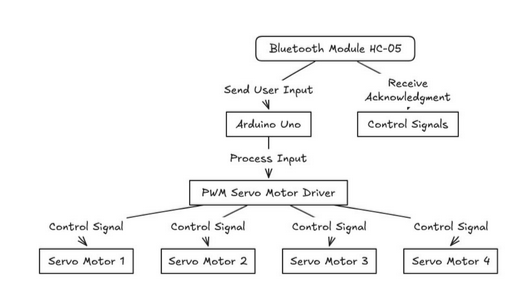 Bluetooth Module HC-05
Send User Input
Receive
Acknowledgment
Arduino Uno
Control Signals
Process Input
PWM Servo Motor Driver
Control Signal
Control Signal
Control Signal
Control Signal
Servo Motor 1
Servo Motor 2
Servo Motor 3
Servo Motor 4